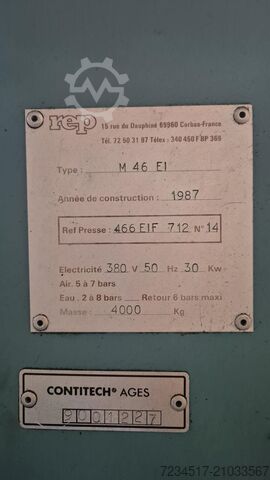 rep
15 rue du Dauphiné 69960 Corbas-France
Tél. 72 50 31 97 Télex: 340 450 F BP 369
Type: M 46 EI
Année de construction: 1987
Ref Presse: 466 EIF 712 N° 14
Electricité 380 V 50 Hz 30 Kw
Air. 5 à 7 bars
Eau. 2 à 8 bars Retour 6 bars maxi
Masse: 4000 Kg
CONTITECH® AGES
9001227
7234517-21033567